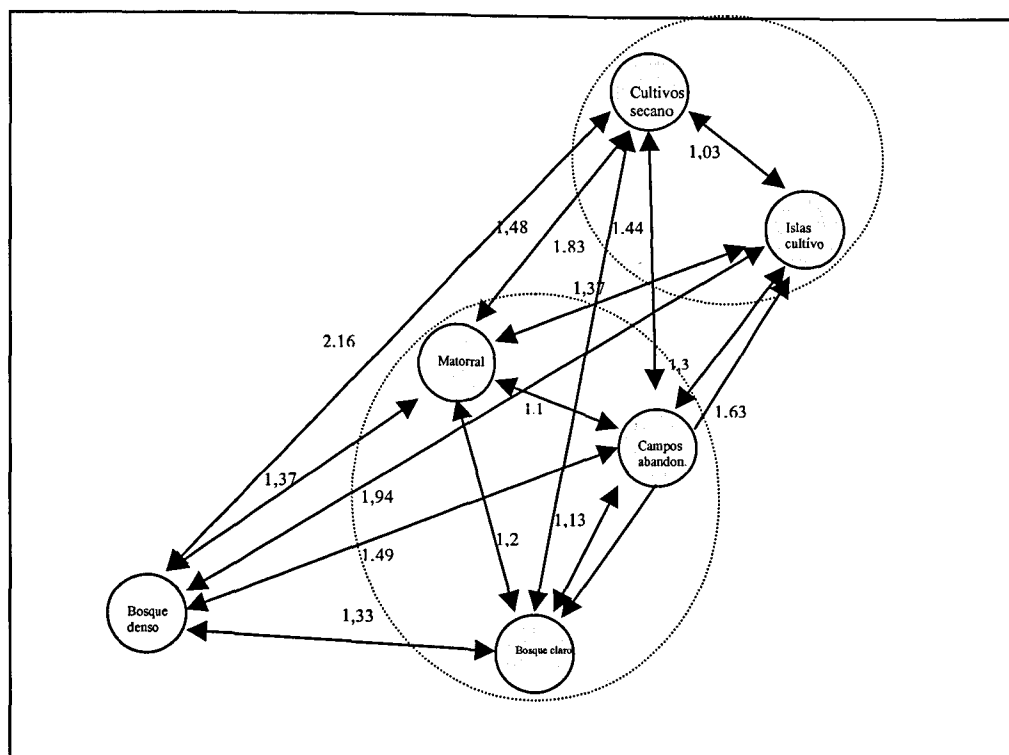 Cultivos
secano
1,03
Islas
cultivo
1,48
1.83
1.44
1,37
2.16
Matorral
1,3
1.1
1.63
Campos
abandon.
1,37
1,94
1,13
1,2
1.49
Bosque
denso
1,33
Bosque claro